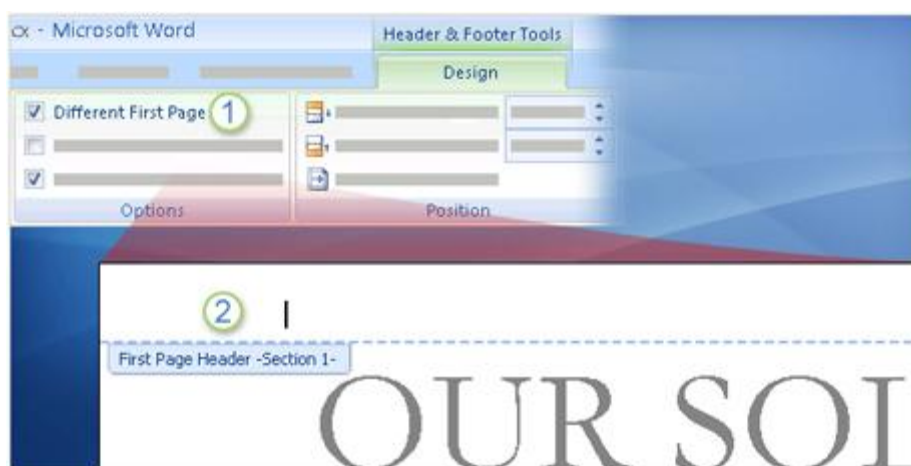 x - Microsoft Word
Header & Footer Tools
Design
Different First Page 1
Options
Position
2
First Page Header -Section 1-
OUR SOL